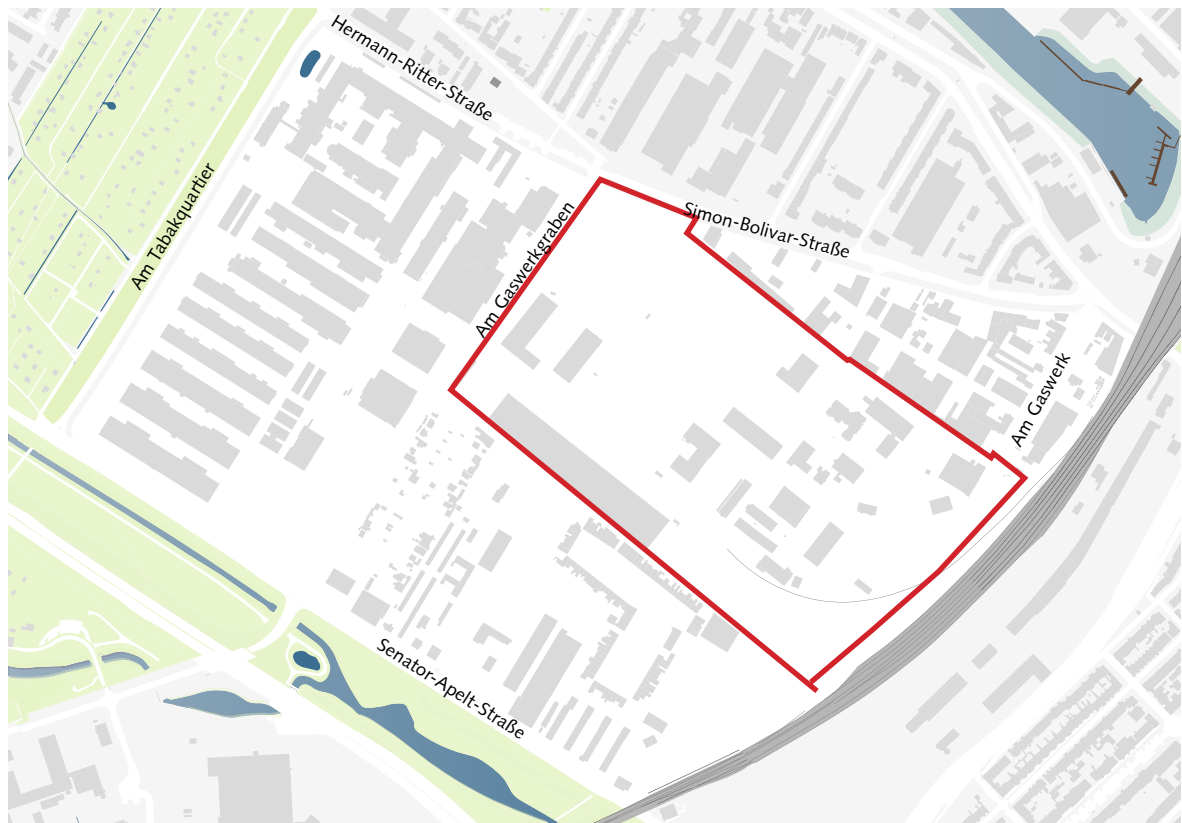 Hermann-Ritter-Straße
Am Tabakquartier
Am Gaswerkgraben
Simon-Bolivar-Straße
Am Gaswerk
Senator-Apelt-Straße